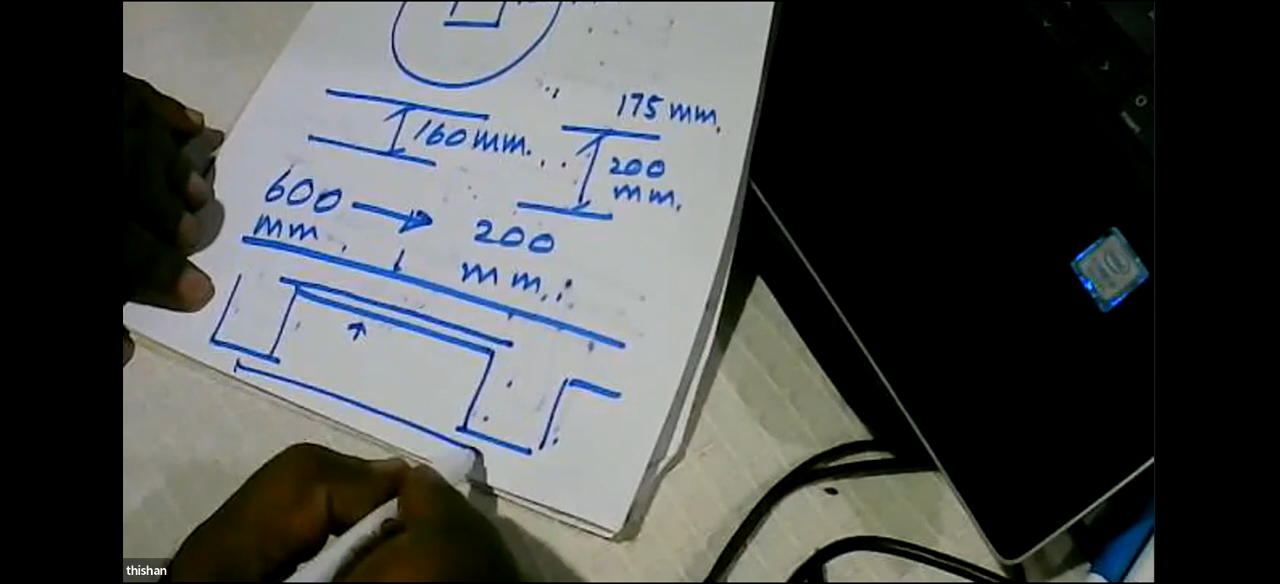 175 mm.
160 mm.
200
mm.
600 → 200
mm. mm.
thishan